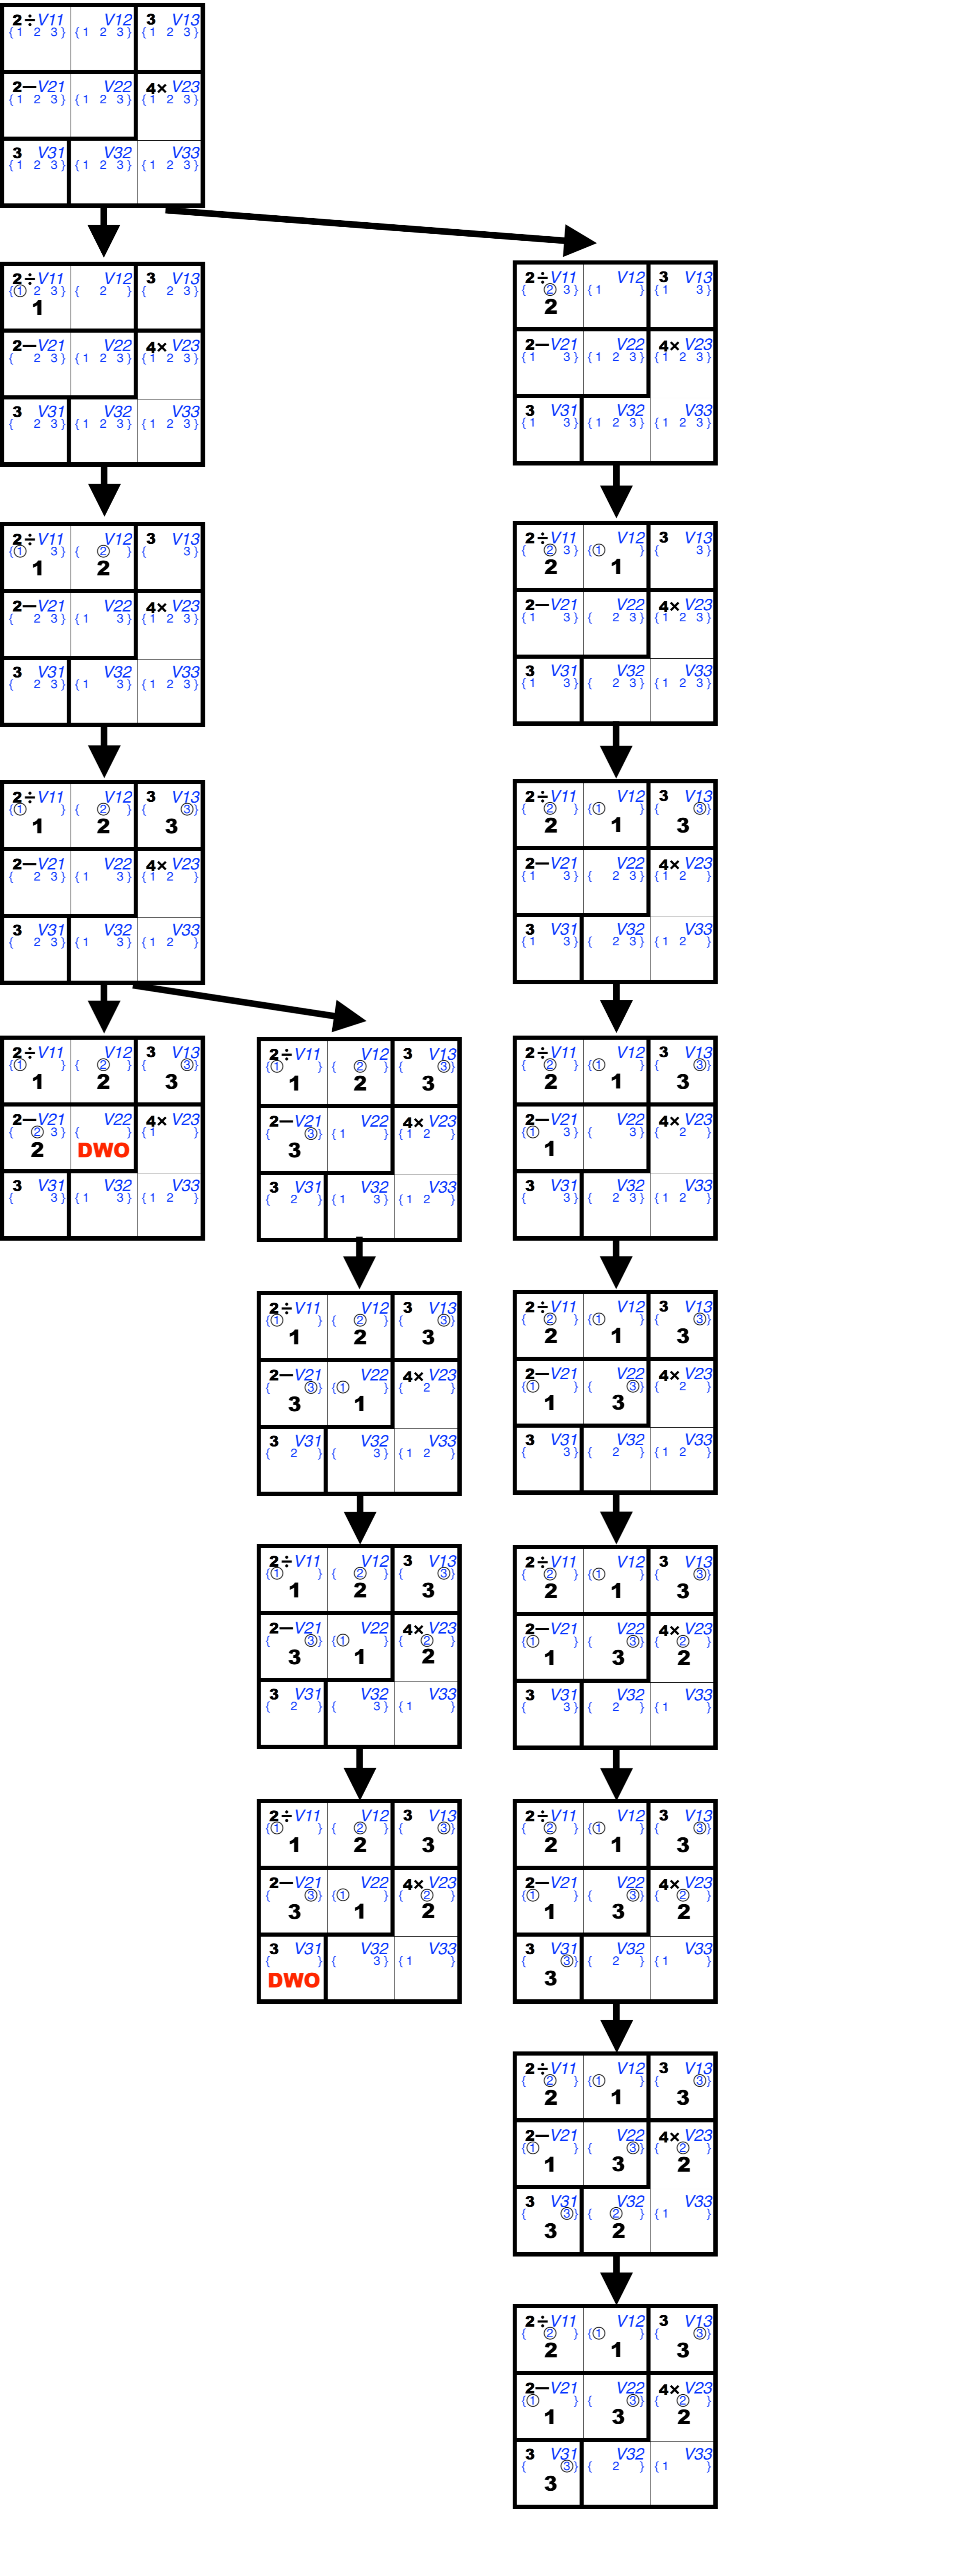 2÷ V11 V12 3 V13
{1 2 3} {1 2 3} {1 2 3}
2− V21 V22 4× V23
{1 2 3} {1 2 3} {1 2 3}
3 V31 V32 V33
{1 2 3} {1 2 3} {1 2 3}
2÷ V11 V12 3 V13
{① 2 3} { 2 } { 2 3}
1
2− V21 V22 4× V23
{ 2 3} {1 2 3} {1 2 3}
3 V31 V32 V33
{ 2 3} {1 2 3} {1 2 3}
2÷ V11 V12 3 V13
{ ② 3} {1 } {1 3}
2
2− V21 V22 4× V23
{1 3} {1 2 3} {1 2 3}
3 V31 V32 V33
{1 3} {1 2 3} {1 2 3}
2÷ V11 V12 3 V13
{① 3} { ② } { 3}
1 2
2− V21 V22 4× V23
{ 2 3} {1 3} {1 2 3}
3 V31 V32 V33
{ 2 3} {1 3} {1 2 3}
2÷ V11 V12 3 V13
{ ② 3} {① } { 3}
2 1
2− V21 V22 4× V23
{1 3} { 2 3} {1 2 3}
3 V31 V32 V33
{1 3} { 2 3} {1 2 3}
2÷ V11 V12 3 V13
{① } { ② } { ③}
1 2 3
2− V21 V22 4× V23
{ 2 3} {1 3} {1 2 }
3 V31 V32 V33
{ 2 3} {1 3} {1 2 }
2÷ V11 V12 3 V13
{ ② } {① } { ③}
2 1 3
2− V21 V22 4× V23
{1 3} { 2 3} {1 2 }
3 V31 V32 V33
{1 3} { 2 3} {1 2 }
2÷ V11 V12 3 V13
{① } { ② } { ③}
1 2 3
2− V21 V22 4× V23
{ ② 3} { } {1 }
2 DWO
3 V31 V32 V33
{ 3} {1 3} {1 2 }
2÷ V11 V12 3 V13
{① } { ② } { ③}
1 2 3
2− V21 V22 4× V23
{ ③} {1 } {1 2 }
3
3 V31 V32 V33
{ 2 } {1 3} {1 2 }
2÷ V11 V12 3 V13
{ ② } {① } { ③}
2 1 3
2− V21 V22 4× V23
{① 3} { 3} { 2 }
1
3 V31 V32 V33
{ 3} { 2 3} {1 2 }
2÷ V11 V12 3 V13
{① } { ② } { ③}
1 2 3
2− V21 V22 4× V23
{ ③} {① } { 2 }
3 1
3 V31 V32 V33
{ 2 } { 3} {1 2 }
2÷ V11 V12 3 V13
{ ② } {① } { ③}
2 1 3
2− V21 V22 4× V23
{① } { ③} { 2 }
1 3
3 V31 V32 V33
{ 3} { 2 } {1 2 }
2÷ V11 V12 3 V13
{① } { ② } { ③}
1 2 3
2− V21 V22 4× V23
{ ③} {① } { ② }
3 1 2
3 V31 V32 V33
{ 2 } { 3} {1 }
2÷ V11 V12 3 V13
{ ② } {① } { ③}
2 1 3
2− V21 V22 4× V23
{① } { ③} { ② }
1 3 2
3 V31 V32 V33
{ 3} { 2 } {1 }
2÷ V11 V12 3 V13
{① } { ② } { ③}
1 2 3
2− V21 V22 4× V23
{ ③} {① } { ② }
3 1 2
3 V31 V32 V33
{ } { 3} {1 }
DWO
2÷ V11 V12 3 V13
{ ② } {① } { ③}
2 1 3
2− V21 V22 4× V23
{① } { ③} { ② }
1 3 2
3 V31 V32 V33
{ ③} { 2 } {1 }
3
2÷ V11 V12 3 V13
{ ② } {① } { ③}
2 1 3
2− V21 V22 4× V23
{① } { ③} { ② }
1 3 2
3 V31 V32 V33
{ ③} { ② } {1 }
3 2
2÷ V11 V12 3 V13
{ ② } {① } { ③}
2 1 3
2− V21 V22 4× V23
{① } { ③} { ② }
1 3 2
3 V31 V32 V33
{ ③} { 2 } {1 }
3